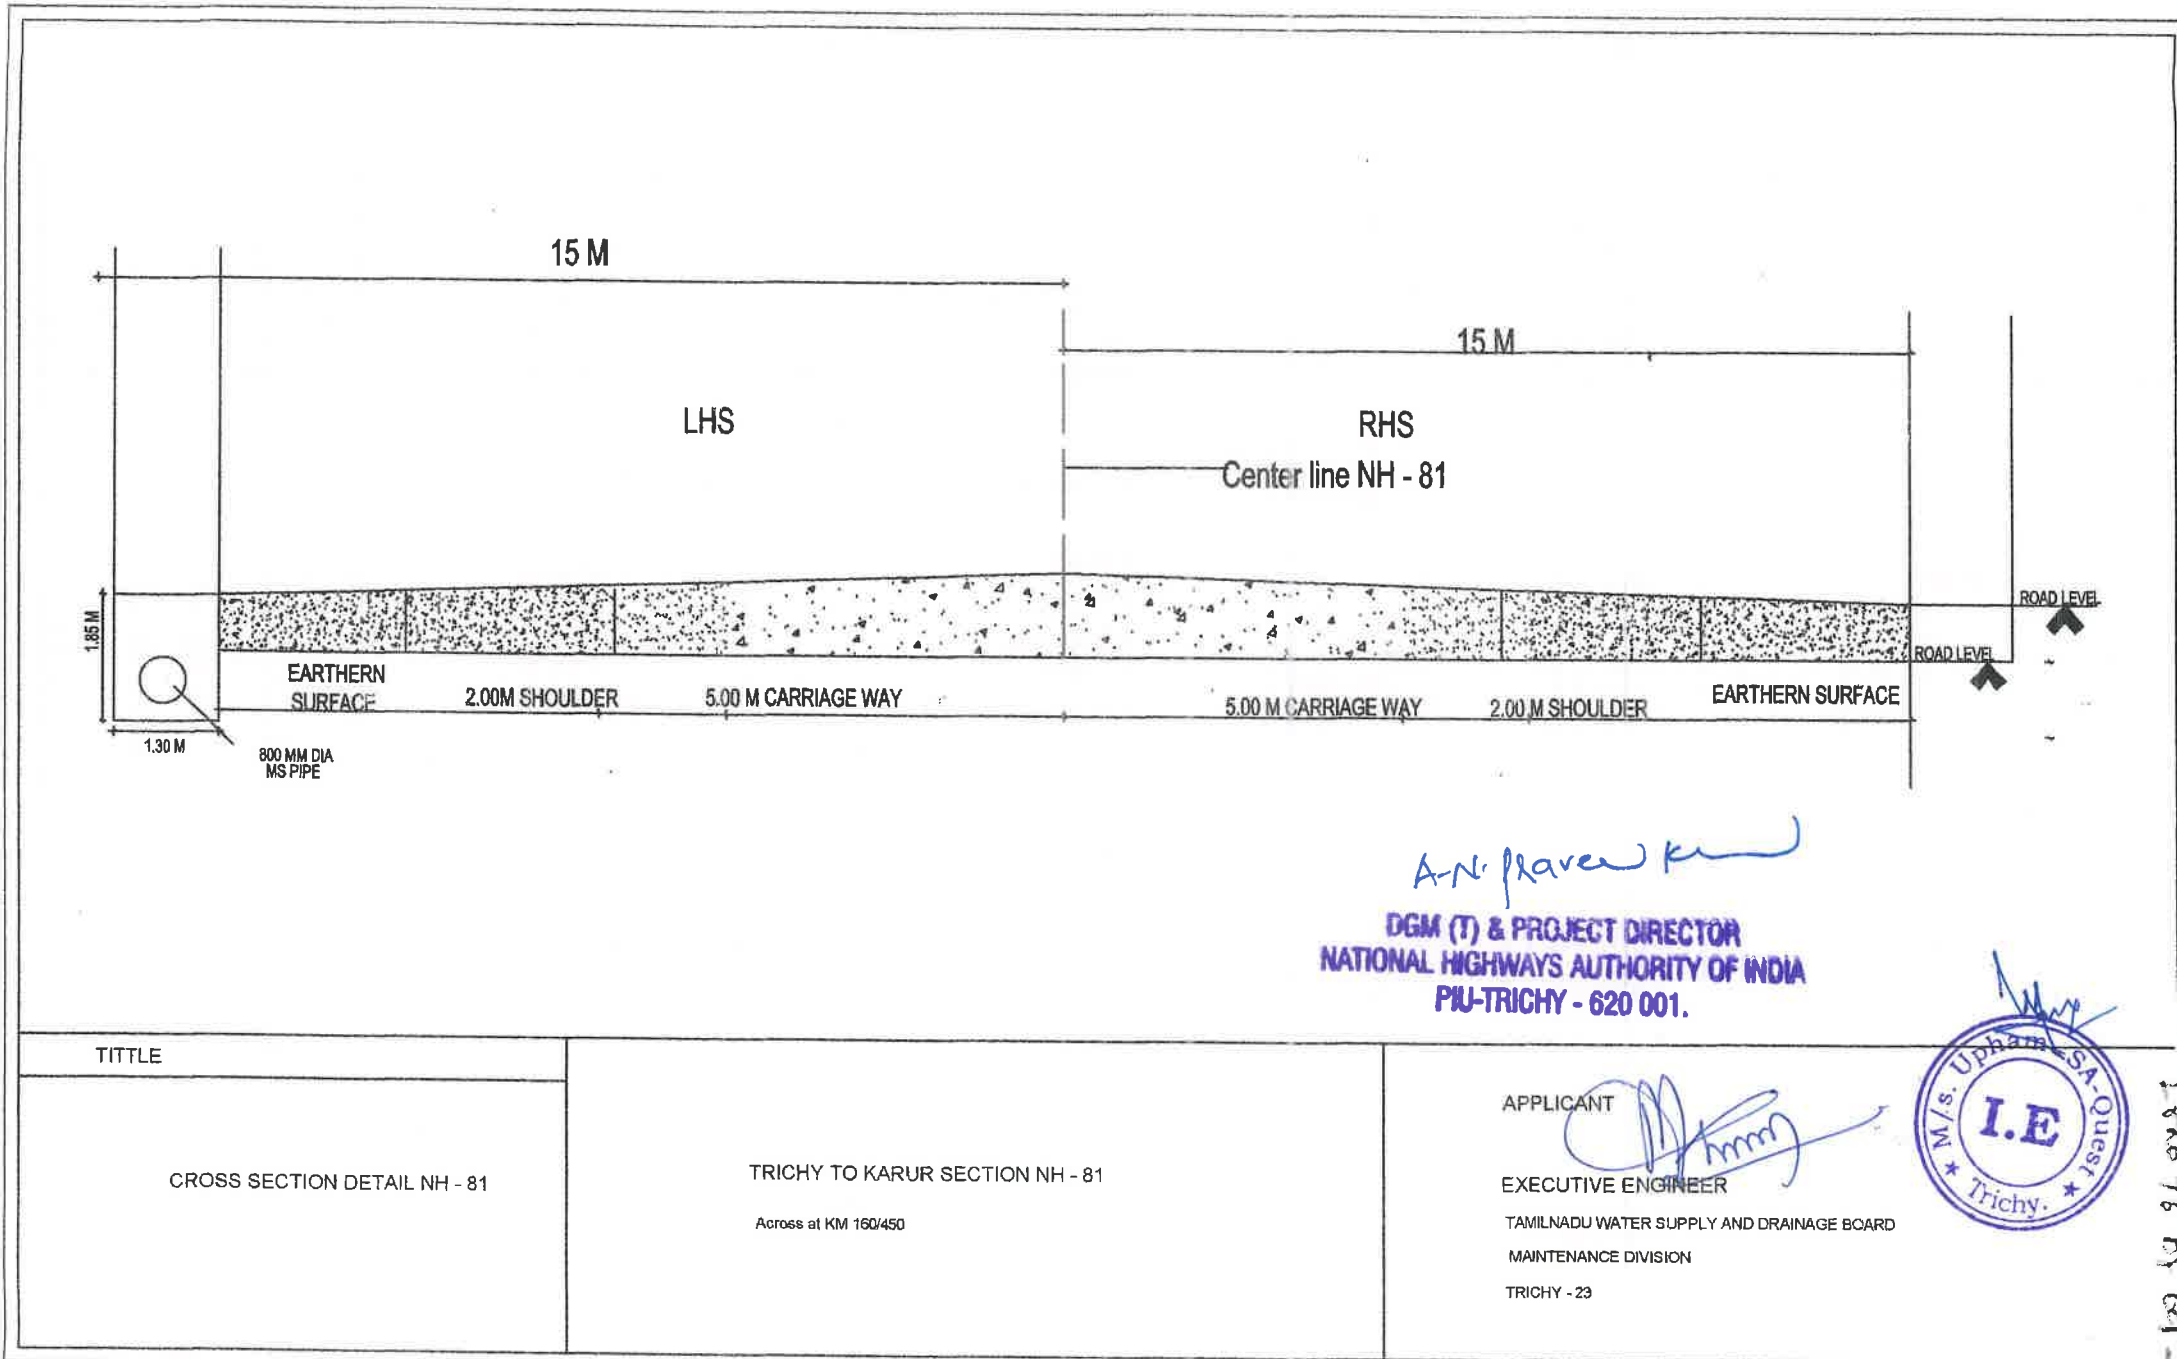 15 M
15 M
LHS
RHS
Center line NH - 81
1.85 M
ROAD LEVEL
ROAD LEVEL
EARTHERN
SURFACE
2.00M SHOULDER
5.00 M CARRIAGE WAY
5.00 M CARRIAGE WAY
2.00 M SHOULDER
EARTHERN SURFACE
1.30 M
800 MM DIA
MS PIPE
A-N.
DGM (T) & PROJECT DIRECTOR
NATIONAL HIGHWAYS AUTHORITY OF INDIA
PIU-TRICHY - 620 001.
TITTLE
CROSS SECTION DETAIL NH - 81
TRICHY TO KARUR SECTION NH - 81
Across at KM 160/450
APPLICANT
EXECUTIVE ENGINEER
TAMILNADU WATER SUPPLY AND DRAINAGE BOARD
MAINTENANCE DIVISION
TRICHY - 23
M/s. Upham-SA-Quest
I.E
Trichy.